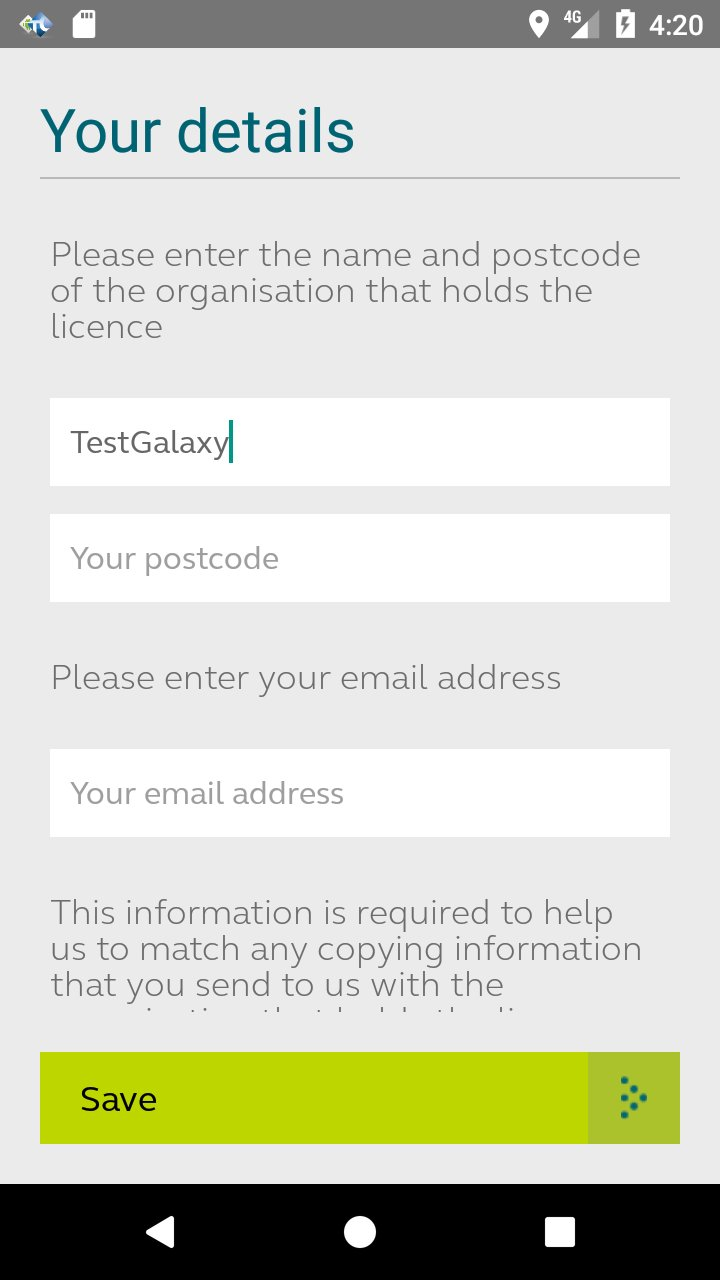 4G 4:20
Your details
Please enter the name and postcode
of the organisation that holds the
licence
TestGalaxy
Your postcode
Please enter your email address
Your email address
This information is required to help
us to match any copying information
that you send to us with the
Save